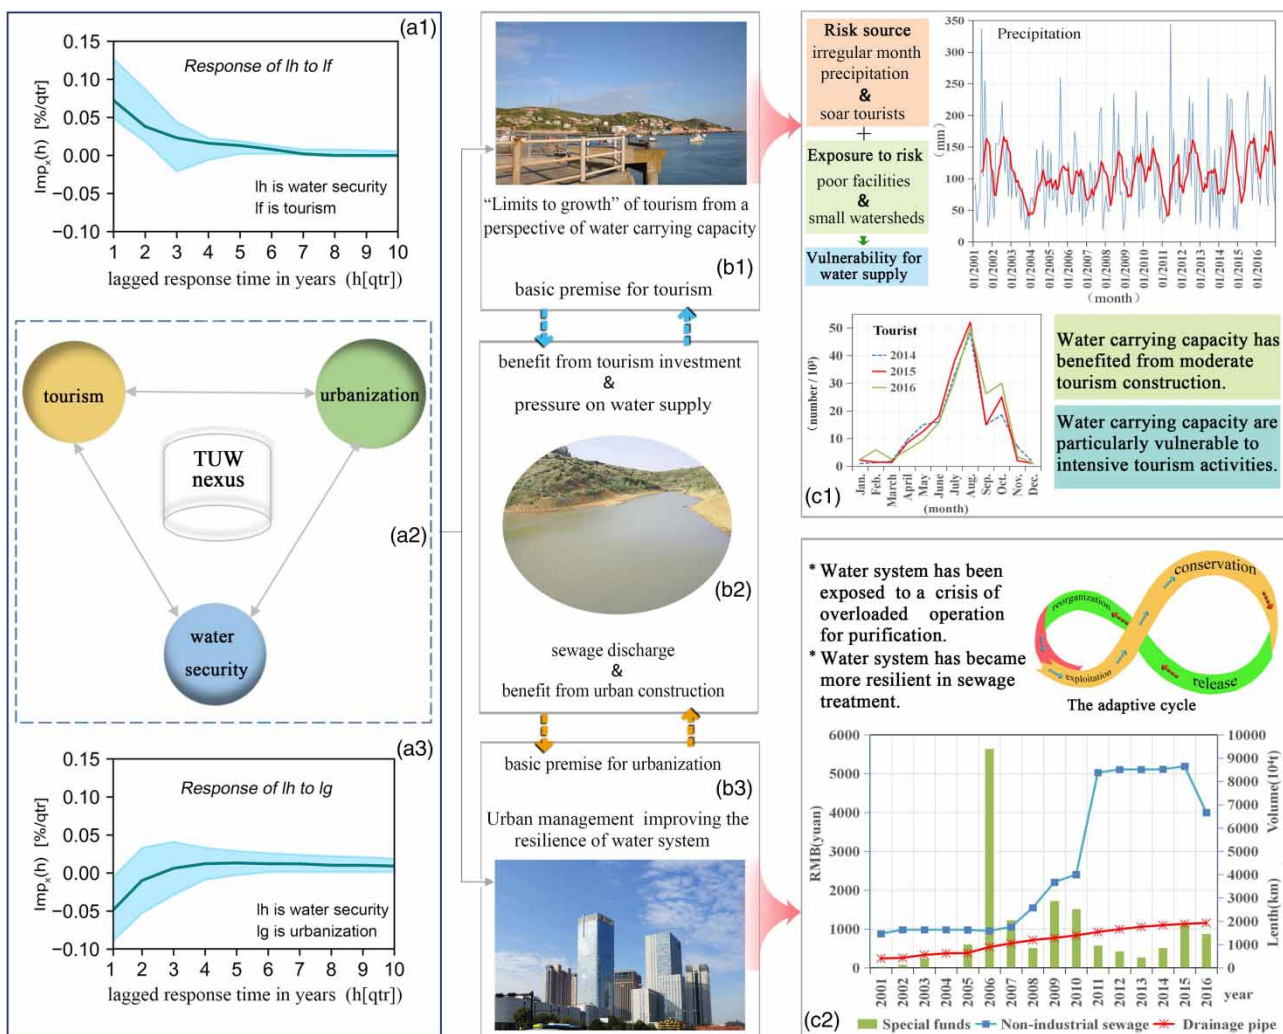 (a1)
0.15
0.10
0.05
0.00
−0.05
−0.10
Imp_x(h) [%/qtr]
Response of lh to lf
lh is water security
lf is tourism
1 2 3 4 5 6 7 8 9 10
lagged response time in years (h[qtr])
tourism
urbanization
TUW
nexus
(a2)
water
security
(a3)
0.15
0.10
0.05
0.00
−0.05
−0.10
Imp_x(h) [%/qtr]
Response of lh to lg
lh is water security
lg is urbanization
1 2 3 4 5 6 7 8 9 10
lagged response time in years (h[qtr])
“Limits to growth” of tourism from a
perspective of water carrying capacity
(b1)
basic premise for tourism
benefit from tourism investment
&
pressure on water supply
(b2)
sewage discharge
&
benefit from urban construction
basic premise for urbanization
(b3)
Urban management improving the
resilience of water system
Risk source
irregular month
precipitation
&
soar tourists
+
Exposure to risk
poor facilities
&
small watersheds
Vulnerability for
water supply
Precipitation
350
300
250
200
150
100
50
0
(mm)
01/2001 01/2002 01/2003 01/2004 01/2005 01/2006 01/2007 01/2008 01/2009 01/2010 01/2011 01/2012 01/2013 01/2014 01/2015 01/2016
(month)
50
40
30
20
10
0
(number / 10³)
Tourist
2014
2015
2016
Jan. Feb. March April May June July Aug. Sep. Oct. Nov. Dec.
(month)
(c1)
Water carrying capacity has
benefited from moderate
tourism construction.
Water carrying capacity are
particularly vulnerable to
intensive tourism activities.
* Water system has been
exposed to a crisis of
overloaded operation
for purification.
* Water system has became
more resilient in sewage
treatment.
conservation
reorganization
exploitation
release
The adaptive cycle
6000
5000
4000
3000
2000
1000
0
RMB(yuan)
10000
9000
8000
7000
6000
5000
4000
3000
2000
1000
0
Volume(10⁴t)
Lenth(km)
2001 2002 2003 2004 2005 2006 2007 2008 2009 2010 2011 2012 2013 2014 2015 2016
year
(c2)
Special funds Non-industrial sewage Drainage pipe